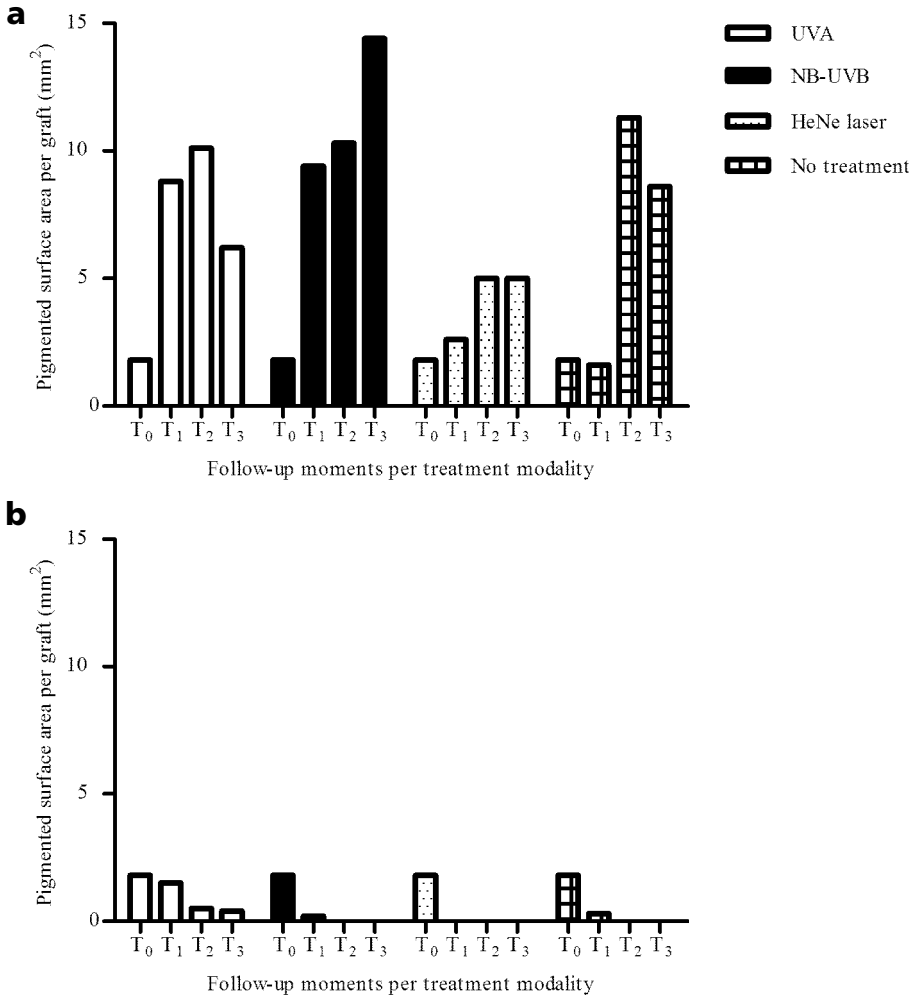 a
Pigmented surface area per graft (mm²)
15
10
5
0
T₀ T₁ T₂ T₃ T₀ T₁ T₂ T₃ T₀ T₁ T₂ T₃ T₀ T₁ T₂ T₃
Follow-up moments per treatment modality
UVA
NB-UVB
HeNe laser
No treatment
b
Pigmented surface area per graft (mm²)
15
10
5
0
T₀ T₁ T₂ T₃ T₀ T₁ T₂ T₃ T₀ T₁ T₂ T₃ T₀ T₁ T₂ T₃
Follow-up moments per treatment modality